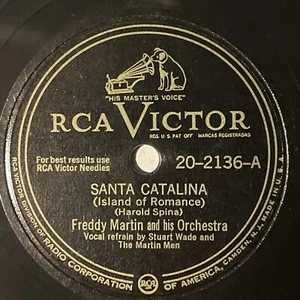 "HIS MASTER'S VOICE"
RCA VICTOR
REG. U.S. PAT. OFF. MARCAS REGISTRADAS
For best results use
RCA Victor Needles
20-2136-A
SANTA CATALINA
(Island of Romance)
(Harold Spina)
Freddy Martin and his Orchestra
Vocal refrain by Stuart Wade and
The Martin Men
RCA VICTOR DIVISION OF RADIO CORPORATION OF AMERICA, CAMDEN, N.J. MADE IN U.S.A.
RCA